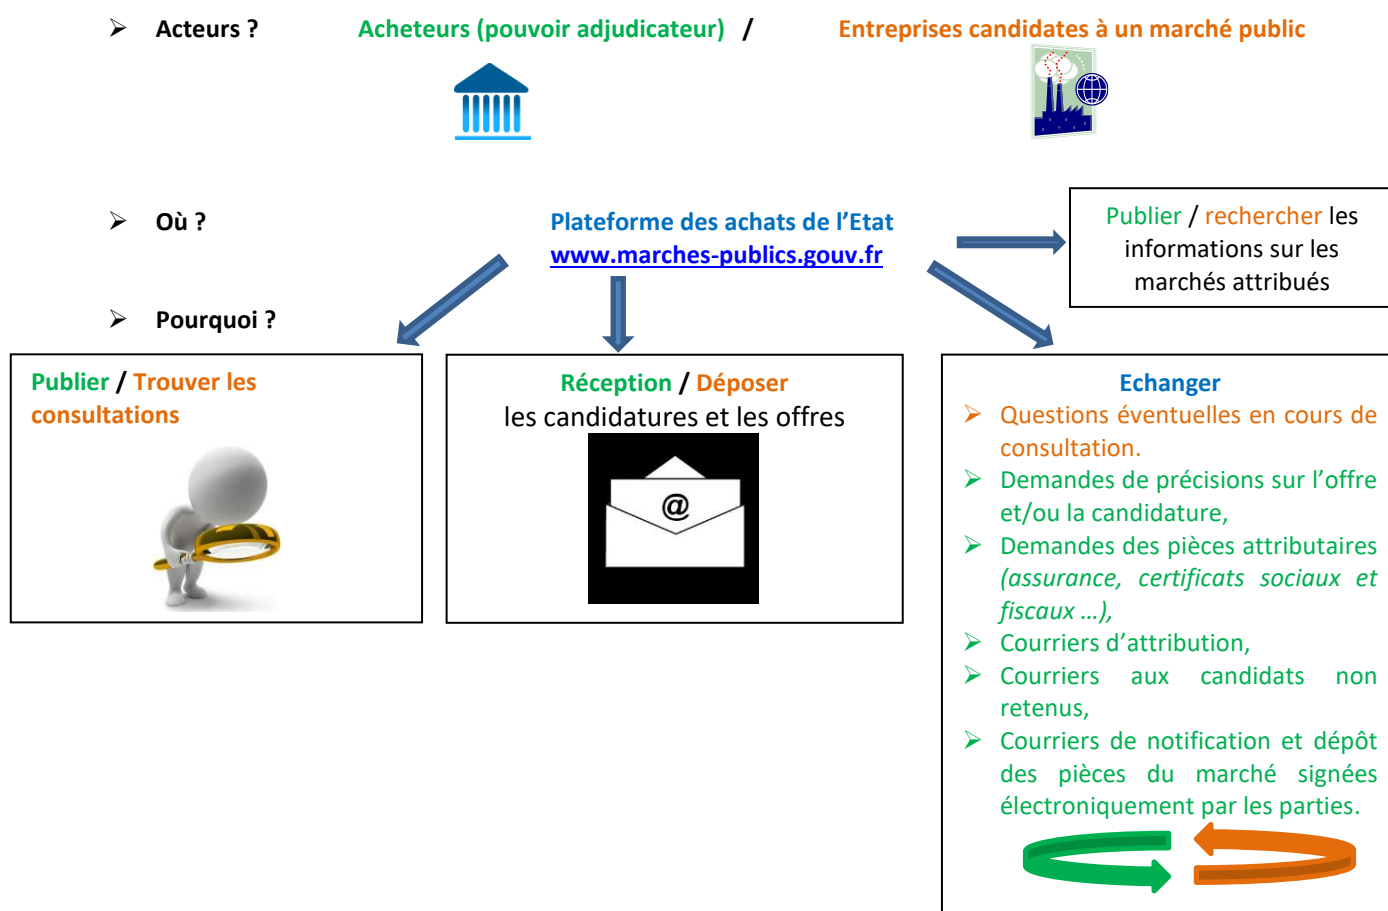 ➢ Acteurs ? Acheteurs (pouvoir adjudicateur) / Entreprises candidates à un marché public
➢ Où ?
Plateforme des achats de l’Etat
www.marches-publics.gouv.fr
Publier / rechercher les
informations sur les
marchés attribués
➢ Pourquoi ?
Publier / Trouver les
consultations
Réception / Déposer
les candidatures et les offres
@
Echanger
➢ Questions éventuelles en cours de
consultation.
➢ Demandes de précisions sur l’offre
et/ou la candidature,
➢ Demandes des pièces attributaires
(assurance, certificats sociaux et
fiscaux …),
➢ Courriers d’attribution,
➢ Courriers aux candidats non
retenus,
➢ Courriers de notification et dépôt
des pièces du marché signées
électroniquement par les parties.